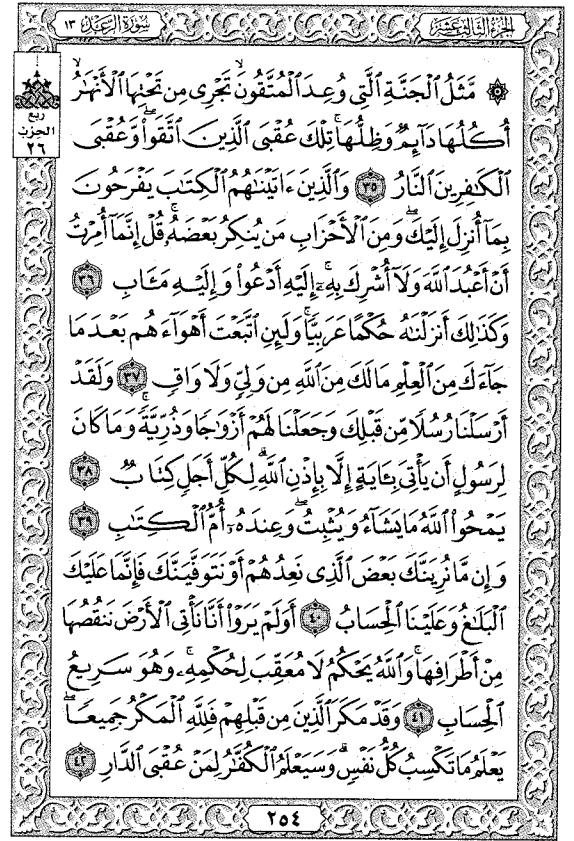 الجزء الثالث عشر
سورة الرعد ١٣
ربع
الحزب
٢٦
۞ مَّثَلُ ٱلْجَنَّةِ ٱلَّتِى وُعِدَ ٱلْمُتَّقُونَ ۖ تَجْرِى مِن تَحْتِهَا ٱلْأَنْهَٰرُ ۖ
أُكُلُهَا دَآئِمٌ وَظِلُّهَا ۚ تِلْكَ عُقْبَى ٱلَّذِينَ ٱتَّقَوا۟ ۖ وَّعُقْبَى
ٱلْكَٰفِرِينَ ٱلنَّارُ ٣٥ وَٱلَّذِينَ ءَاتَيْنَٰهُمُ ٱلْكِتَٰبَ يَفْرَحُونَ
بِمَآ أُنزِلَ إِلَيْكَ ۖ وَمِنَ ٱلْأَحْزَابِ مَن يُنكِرُ بَعْضَهُۥ ۚ قُلْ إِنَّمَآ أُمِرْتُ
أَنْ أَعْبُدَ ٱللَّهَ وَلَآ أُشْرِكَ بِهِۦٓ ۚ إِلَيْهِ أَدْعُوا۟ وَإِلَيْهِ مَـَٔابِ ٣٦
وَكَذَٰلِكَ أَنزَلْنَٰهُ حُكْمًا عَرَبِيًّا ۚ وَلَئِنِ ٱتَّبَعْتَ أَهْوَآءَهُم بَعْدَمَا
جَآءَكَ مِنَ ٱلْعِلْمِ مَا لَكَ مِنَ ٱللَّهِ مِن وَلِىٍّ وَلَا وَاقٍ ٣٧ وَلَقَدْ
أَرْسَلْنَا رُسُلًا مِّن قَبْلِكَ وَجَعَلْنَا لَهُمْ أَزْوَٰجًا وَذُرِّيَّةً ۚ وَمَا كَانَ
لِرَسُولٍ أَن يَأْتِىَ بِـَٔايَةٍ إِلَّا بِإِذْنِ ٱللَّهِ ۗ لِكُلِّ أَجَلٍ كِتَابٌ ٣٨
يَمْحُوا۟ ٱللَّهُ مَا يَشَآءُ وَيُثْبِتُ ۖ وَعِندَهُۥٓ أُمُّ ٱلْكِتَٰبِ ٣٩
وَإِن مَّا نُرِيَنَّكَ بَعْضَ ٱلَّذِى نَعِدُهُمْ أَوْ نَتَوَفَّيَنَّكَ فَإِنَّمَا عَلَيْكَ
ٱلْبَلَٰغُ وَعَلَيْنَا ٱلْحِسَابُ ٤٠ أَوَلَمْ يَرَوْا۟ أَنَّا نَأْتِى ٱلْأَرْضَ نَنقُصُهَا
مِنْ أَطْرَافِهَا ۚ وَٱللَّهُ يَحْكُمُ لَا مُعَقِّبَ لِحُكْمِهِۦ ۚ وَهُوَ سَرِيعُ
ٱلْحِسَابِ ٤١ وَقَدْ مَكَرَ ٱلَّذِينَ مِن قَبْلِهِمْ فَلِلَّهِ ٱلْمَكْرُ جَمِيعًا ۖ
يَعْلَمُ مَا تَكْسِبُ كُلُّ نَفْسٍ ۗ وَسَيَعْلَمُ ٱلْكُفَّٰرُ لِمَنْ عُقْبَى ٱلدَّارِ ٤٢
٢٥٤